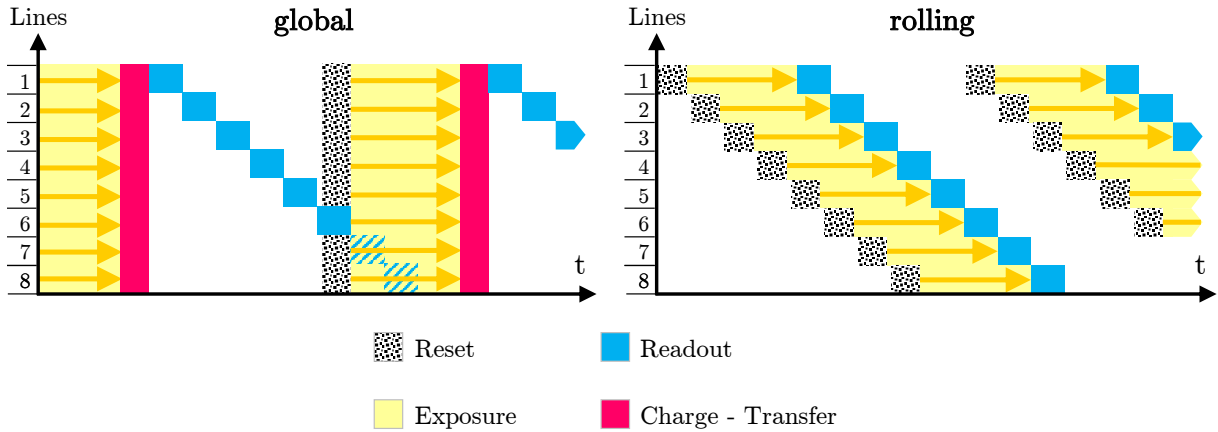 Lines
global
1
2
3
4
5
6
7
8
t
Lines
rolling
1
2
3
4
5
6
7
8
t
Reset
Readout
Exposure
Charge - Transfer